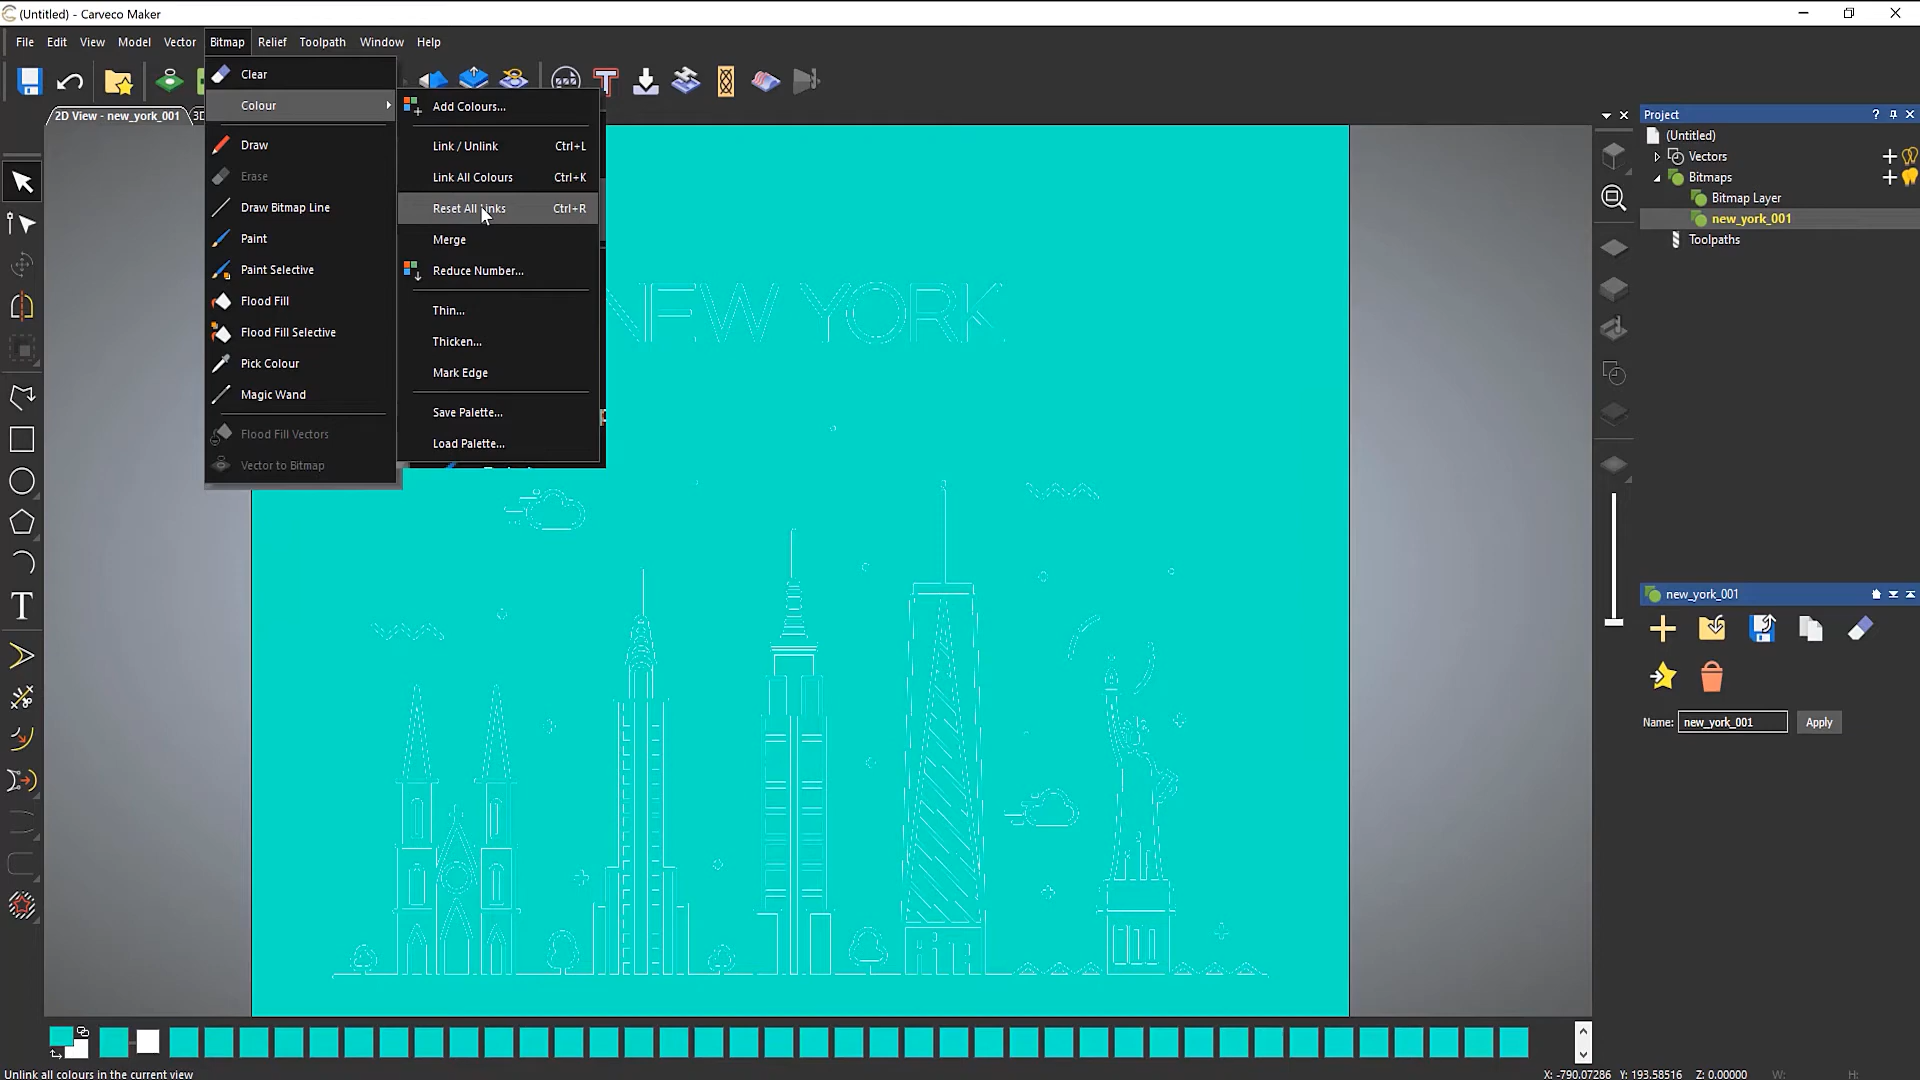 (Untitled) - Carveco Maker
File Edit View Model Vector Bitmap Relief Toolpath Window Help
2D View - new_york_001
3D
Clear
Colour
Draw
Erase
Draw Bitmap Line
Paint
Paint Selective
Flood Fill
Flood Fill Selective
Pick Colour
Magic Wand
Flood Fill Vectors
Vector to Bitmap
Add Colours...
Link / Unlink Ctrl+L
Link All Colours Ctrl+K
Reset All Links Ctrl+R
Merge
Reduce Number...
Thin...
Thicken...
Mark Edge
Save Palette...
Load Palette...
NEW YORK
Project
(Untitled)
Vectors
Bitmaps
Bitmap Layer
new_york_001
Toolpaths
new_york_001
Name: new_york_001 Apply
Unlink all colours in the current view
X: -790.07286 Y: 193.58516 Z: 0.00000 W: H: